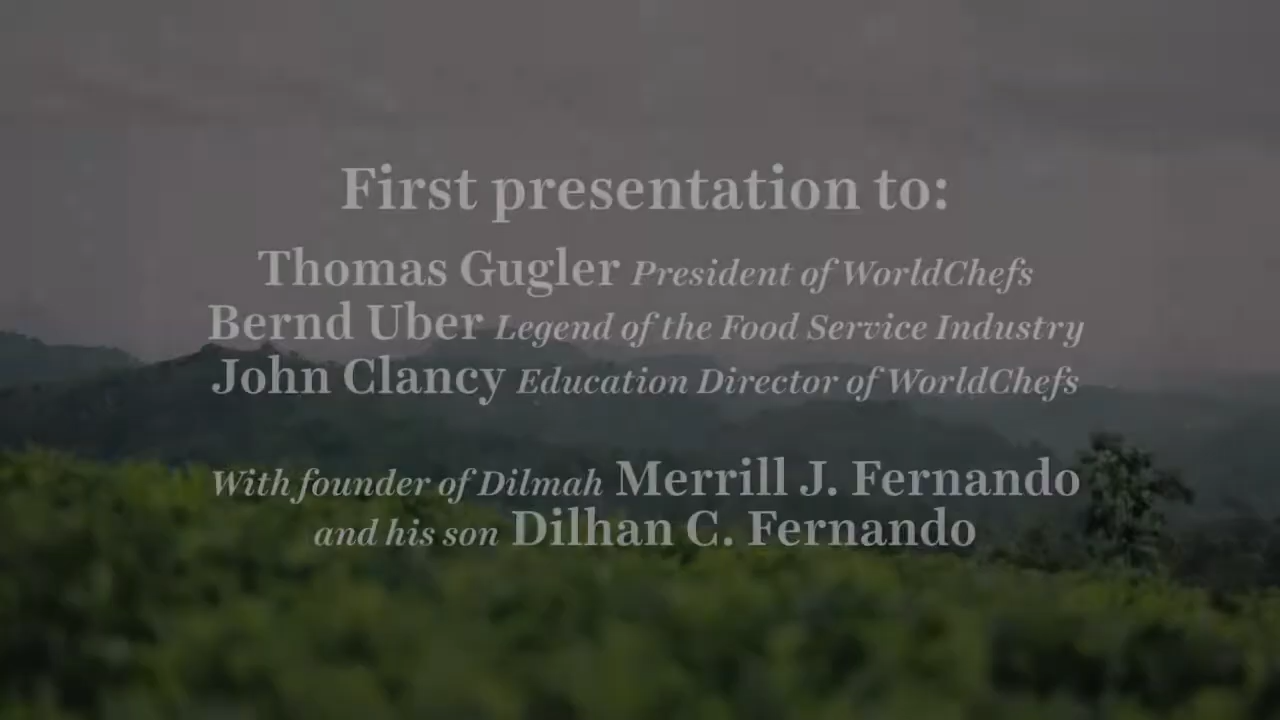 First presentation to:
Thomas Gugler President of WorldChefs
Bernd Uber Legend of the Food Service Industry
John Clancy Education Director of WorldChefs
With founder of Dilmah Merrill J. Fernando
and his son Dilhan C. Fernando